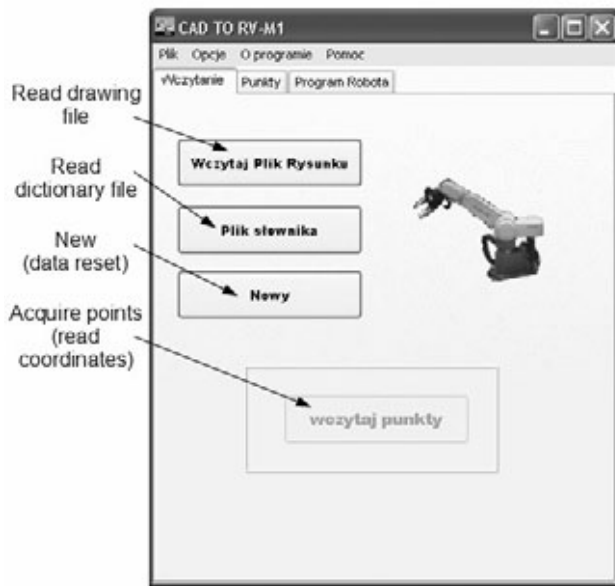 CAD TO RV-M1
Plik Opcje O programie Pomoc
Wczytanie Punkty Program Robota
Read drawing
file
Wczytaj Plik Rysunku
Read
dictionary file
Plik słownika
New
(data reset)
Nowy
Acquire points
(read
coordinates)
wczytaj punkty